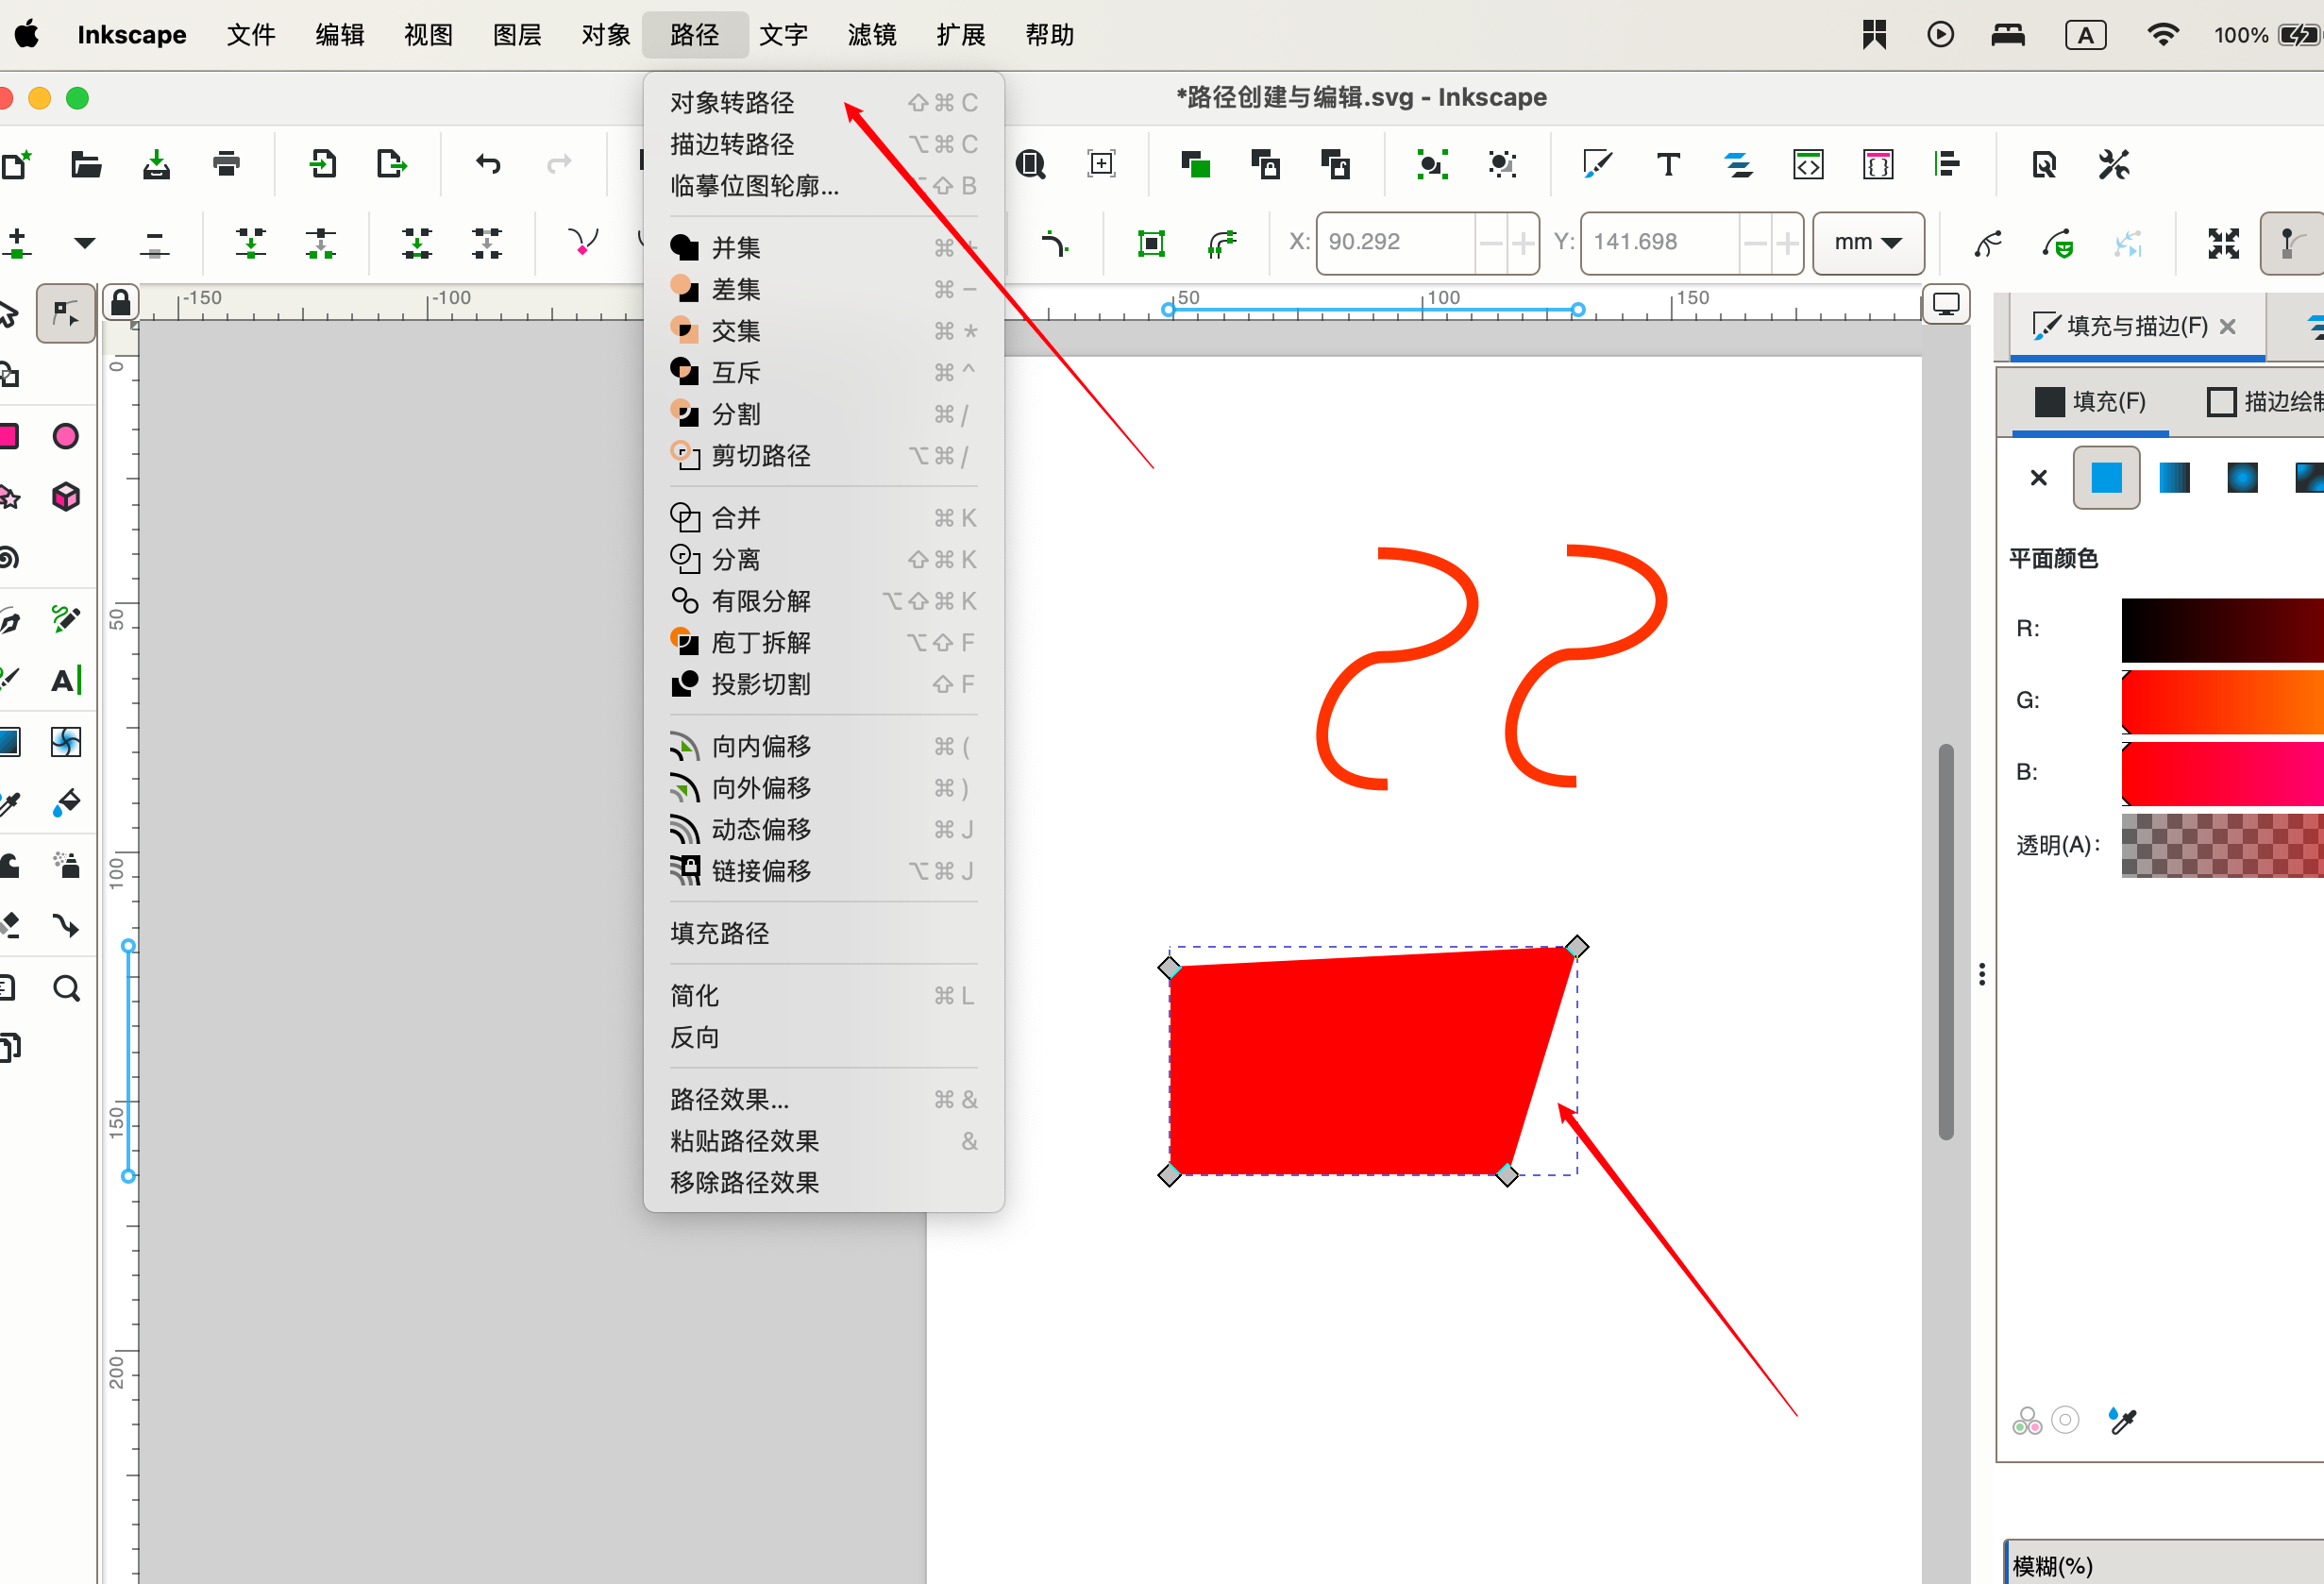 Inkscape 文件 编辑 视图 图层 对象 路径 文字 滤镜 扩展 帮助 A 100%
*路径创建与编辑.svg - Inkscape
对象转路径 ⇧⌘C
描边转路径 ⌥⌘C
临摹位图轮廓... ⇧B
并集 ⌘
差集 ⌘−
交集 ⌘*
互斥 ⌘^
分割 ⌘/
剪切路径 ⌥⌘/
合并 ⌘K
分离 ⇧⌘K
有限分解 ⌥⇧⌘K
庖丁拆解 ⌥⇧F
投影切割 ⇧F
向内偏移 ⌘(
向外偏移 ⌘)
动态偏移 ⌘J
链接偏移 ⌥⌘J
填充路径
简化 ⌘L
反向
路径效果... ⌘&
粘贴路径效果 &
移除路径效果
X: 90.292 Y: 141.698 mm
-150 -100 50 100 150
0
50
100
150
200
填充与描边(F)
填充(F) 描边绘制
平面颜色
R:
G:
B:
透明(A):
模糊(%)